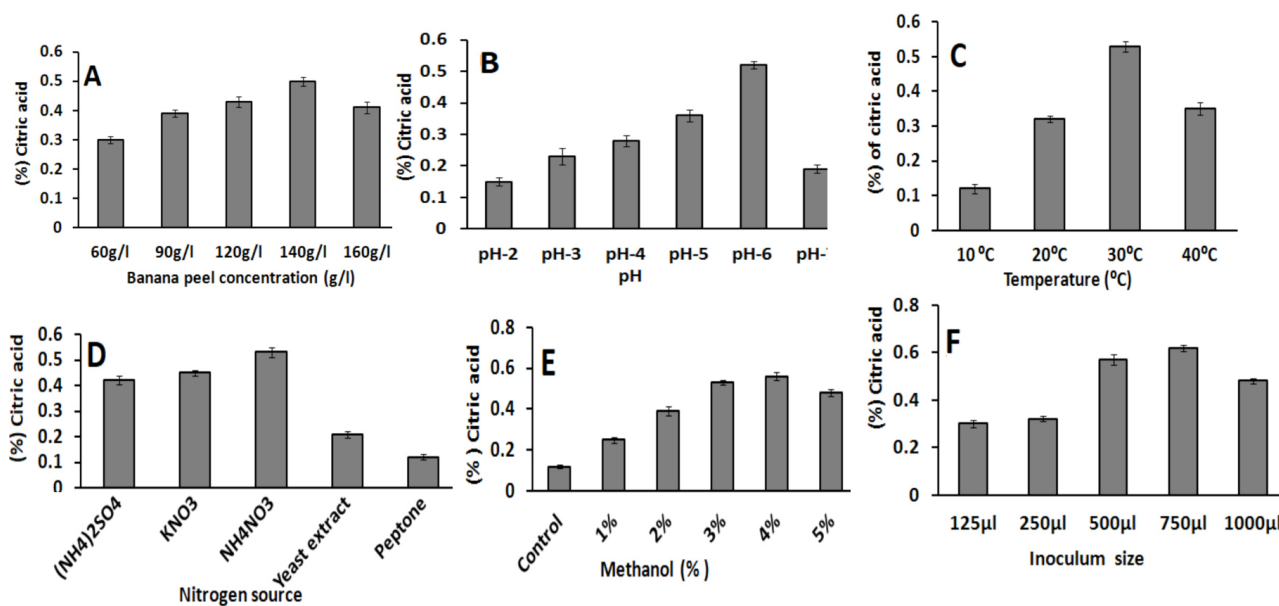 A
(%) Citric acid
0.6
0.5
0.4
0.3
0.2
0.1
0
60g/l 90g/l 120g/l 140g/l 160g/l
Banana peel concentration (g/l)
B
(%) Citric acid
0.6
0.5
0.4
0.3
0.2
0.1
0
pH-2 pH-3 pH-4 pH-5 pH-6 pH-
pH
C
(%) of citric acid
0.6
0.5
0.4
0.3
0.2
0.1
0
10⁰C 20⁰C 30⁰C 40⁰C
Temperature (⁰C)
D
(%) Citric acid
0.6
0.5
0.4
0.3
0.2
0.1
0
(NH4)2SO4 KNO3 NH4NO3 Yeast extract Peptone
Nitrogen source
E
(% ) Citric acid
0.8
0.6
0.4
0.2
0
Control 1% 2% 3% 4% 5%
Methanol (% )
F
(%) Citric acid
0.8
0.6
0.4
0.2
0
125µl 250µl 500µl 750µl 1000µl
Inoculum size